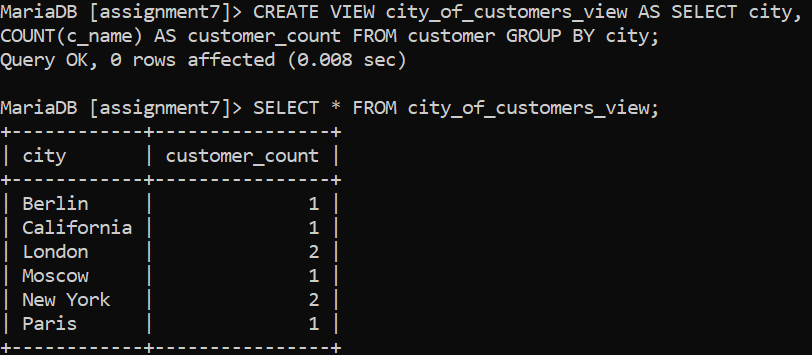 MariaDB [assignment7]> CREATE VIEW city_of_customers_view AS SELECT city,
COUNT(c_name) AS customer_count FROM customer GROUP BY city;
Query OK, 0 rows affected (0.008 sec)

MariaDB [assignment7]> SELECT * FROM city_of_customers_view;
+------------+----------------+
| city       | customer_count |
+------------+----------------+
| Berlin     |              1 |
| California |              1 |
| London     |              2 |
| Moscow     |              1 |
| New York   |              2 |
| Paris      |              1 |
+------------+----------------+